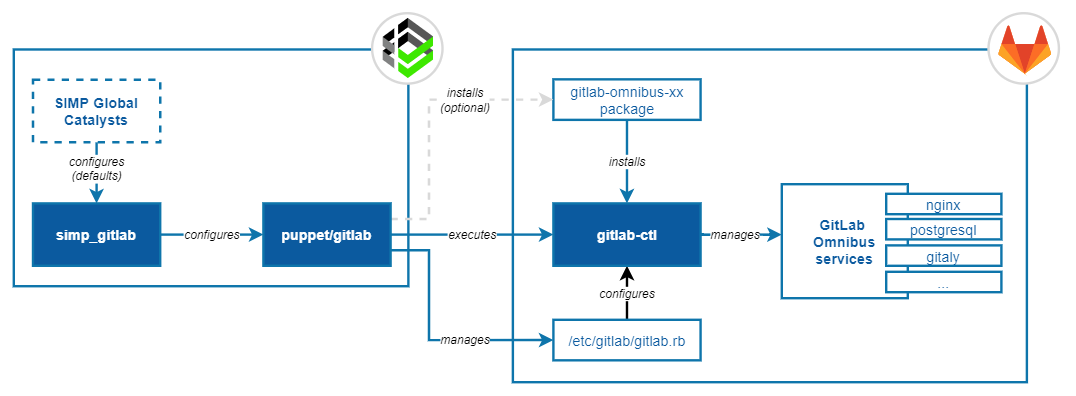 SIMP Global
Catalysts
configures
(defaults)
simp_gitlab
configures
puppet/gitlab
installs
(optional)
executes
manages
gitlab-omnibus-xx
package
installs
gitlab-ctl
configures
/etc/gitlab/gitlab.rb
manages
GitLab
Omnibus
services
nginx
postgresql
gitaly
...